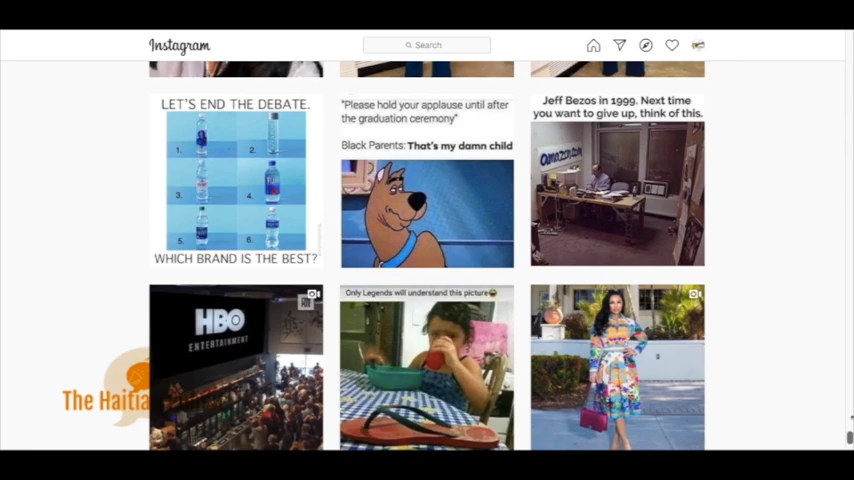 Instagram
Search
LET'S END THE DEBATE.
1.
2.
3.
4.
5.
6.
WHICH BRAND IS THE BEST?
"Please hold your applause until after
the graduation ceremony"
Black Parents: That's my damn child
Jeff Bezos in 1999. Next time
you want to give up, think of this.
amazon.com
HBO
ENTERTAINMENT
Only Legends will understand this picture😂
The Haitian